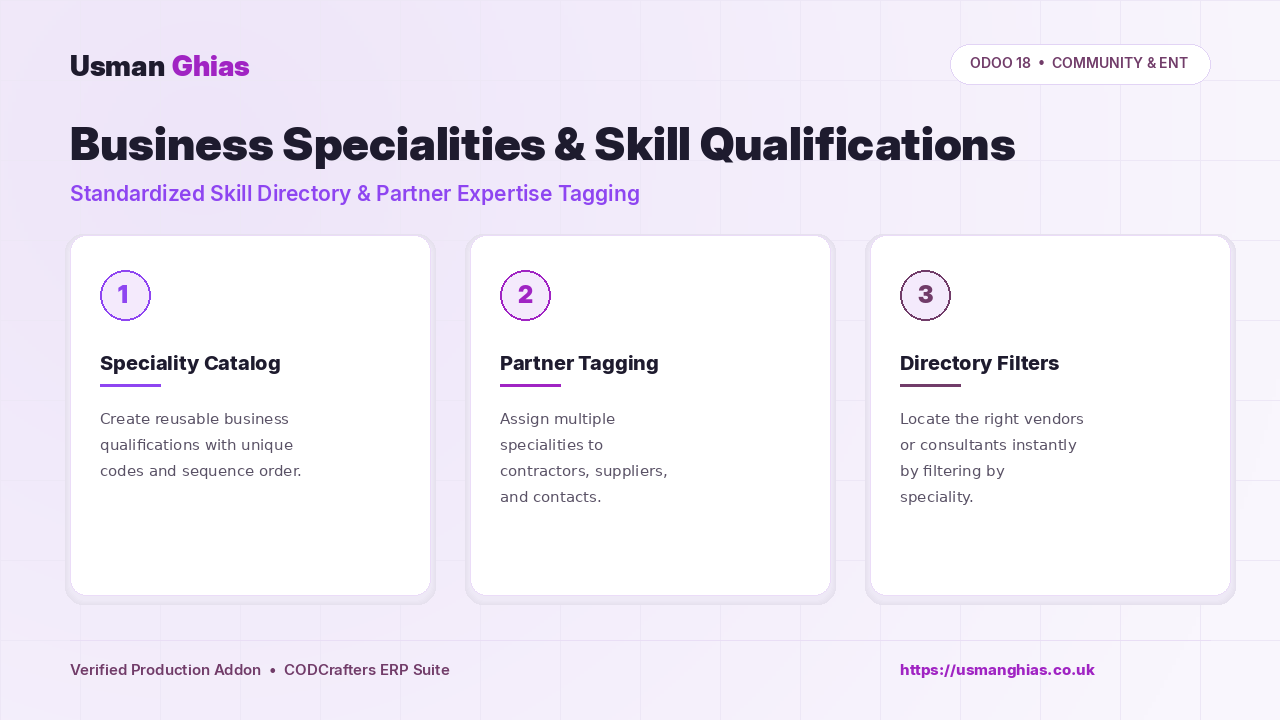 Usman Ghias
ODOO 18 • COMMUNITY & ENT
Business Specialities & Skill Qualifications
Standardized Skill Directory & Partner Expertise Tagging
1
Speciality Catalog
Create reusable business
qualifications with unique
codes and sequence order.
2
Partner Tagging
Assign multiple
specialities to
contractors, suppliers,
and contacts.
3
Directory Filters
Locate the right vendors
or consultants instantly
by filtering by
speciality.
Verified Production Addon • CODCrafters ERP Suite
https://usmanghias.co.uk